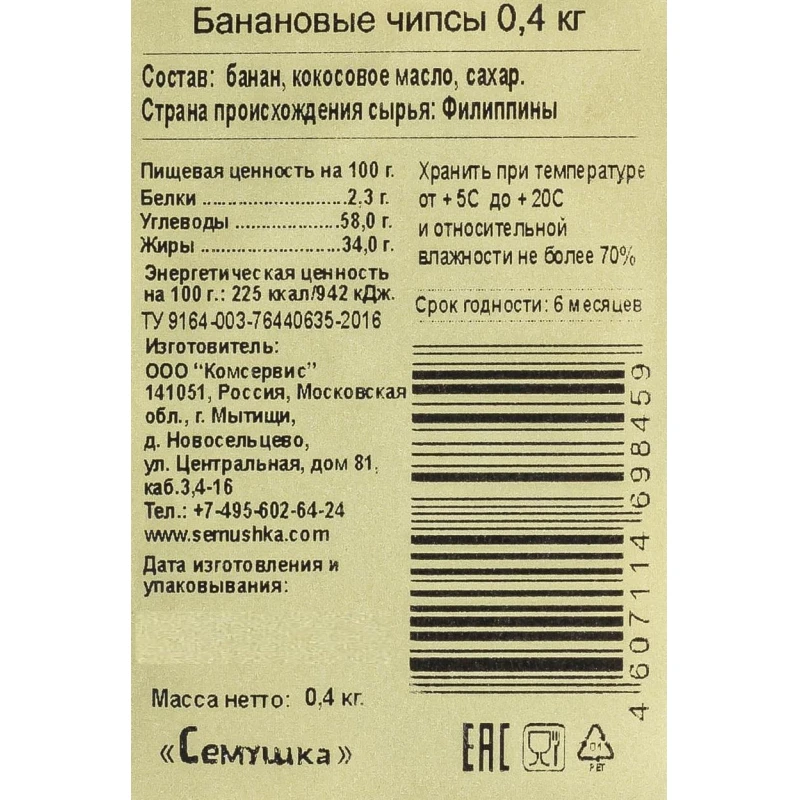 Банановые чипсы 0,4 кг
Состав: банан, кокосовое масло, сахар.
Страна происхождения сырья: Филиппины
Пищевая ценность на 100 г.
Белки ........................2,3 г.
Углеводы ...................58,0 г.
Жиры .........................34,0 г.
Энергетическая ценность
на 100 г.: 225 ккал/942 кДж.
ТУ 9164-003-76440635-2016
Изготовитель:
ООО "Комсервис"
141051, Россия, Московская
обл., г. Мытищи,
д. Новосельцево,
ул. Центральная, дом 81,
каб.3,4-16
Тел.: +7-495-602-64-24
www.semushka.com
Дата изготовления и
упаковывания:
Масса нетто: 0,4 кг.
«Семушка»
Хранить при температуре
от + 5С до + 20С
и относительной
влажности не более 70%
Срок годности: 6 месяцев
4 607114 698459
EAC
01
PET